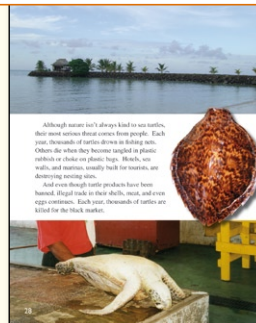 Although nature isn't always kind to sea turtles,
their most serious threat comes from people. Each
year, thousands of turtles drown in fishing nets.
Others die when they become tangled in plastic
rubbish or choke on plastic bags. Hotels, sea
walls, and marinas, usually built for tourists, are
destroying nesting sites.
And even though turtle products have been
banned, illegal trade in their shells, meat, and even
eggs continues. Each year, thousands of turtles are
killed for the black market.
28